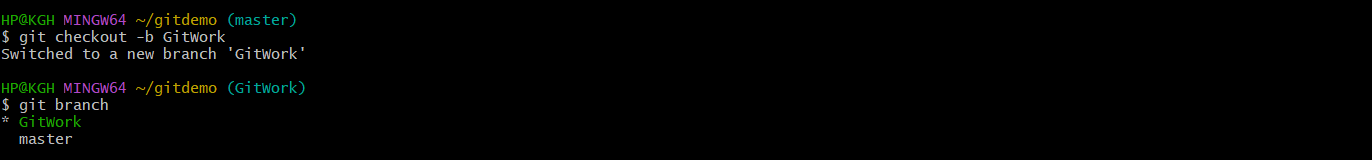 HP@KGH MINGW64 ~/gitdemo (master)
$ git checkout -b GitWork
Switched to a new branch 'GitWork'
HP@KGH MINGW64 ~/gitdemo (GitWork)
$ git branch
* GitWork
  master